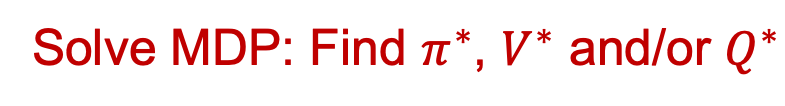 Solve MDP: Find π*, V* and/or Q*